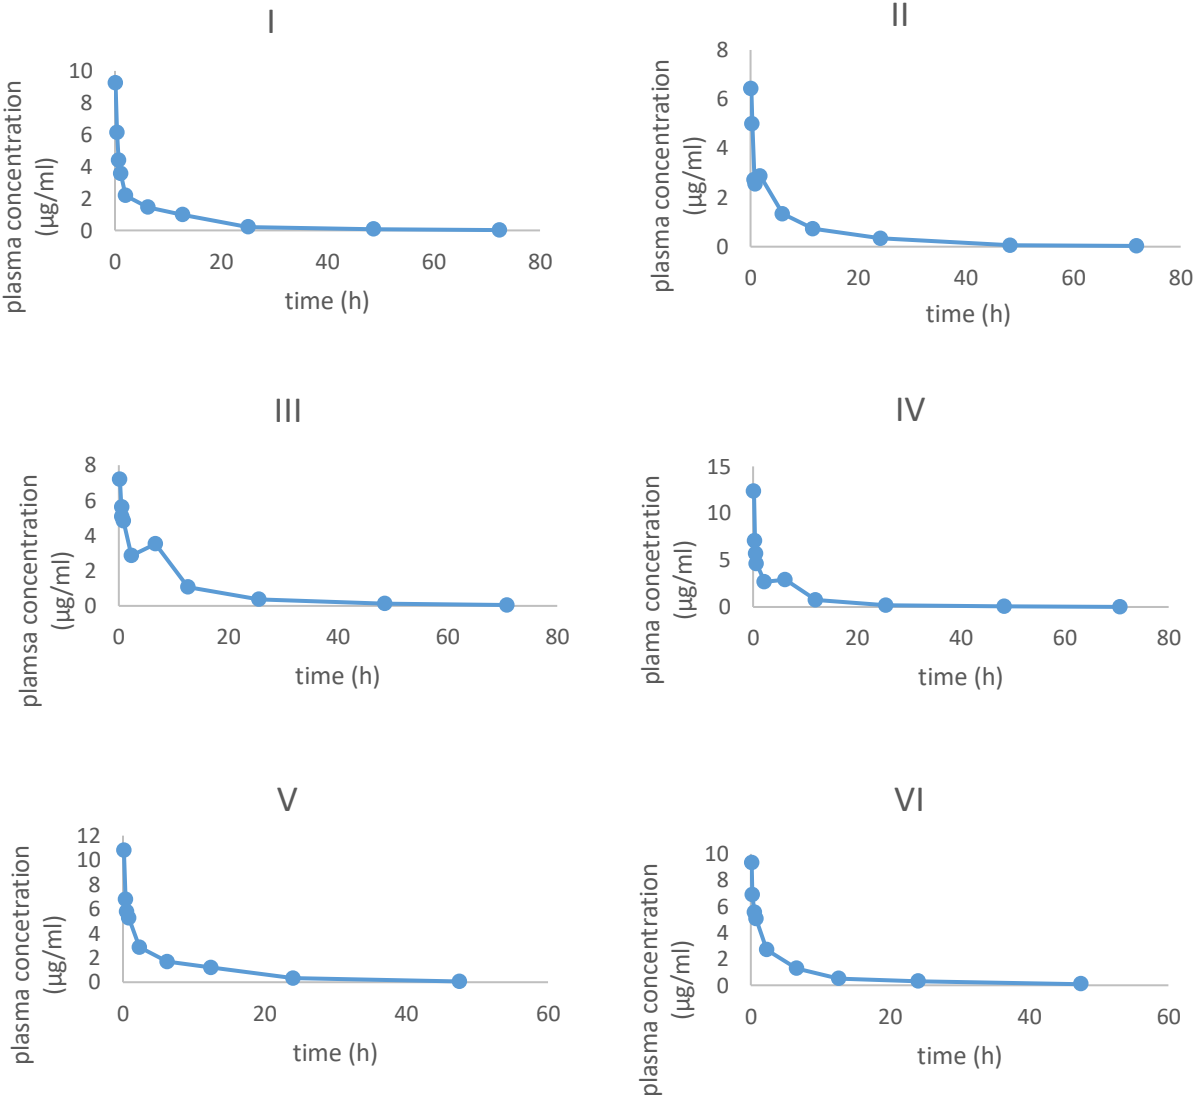 I
plasma concentration
(µg/ml)
10
8
6
4
2
0
0 20 40 60 80
time (h)
II
plasma concentration
(µg/ml)
8
6
4
2
0
0 20 40 60 80
time (h)
III
plamsa concentration
(µg/ml)
8
6
4
2
0
0 20 40 60 80
time (h)
IV
plama concetration
(µg/ml)
15
10
5
0
0 20 40 60 80
time (h)
V
plasma concetration
(µg/ml)
12
10
8
6
4
2
0
0 20 40 60
time (h)
VI
plasma concentration
(µg/ml)
10
8
6
4
2
0
0 20 40 60
time (h)